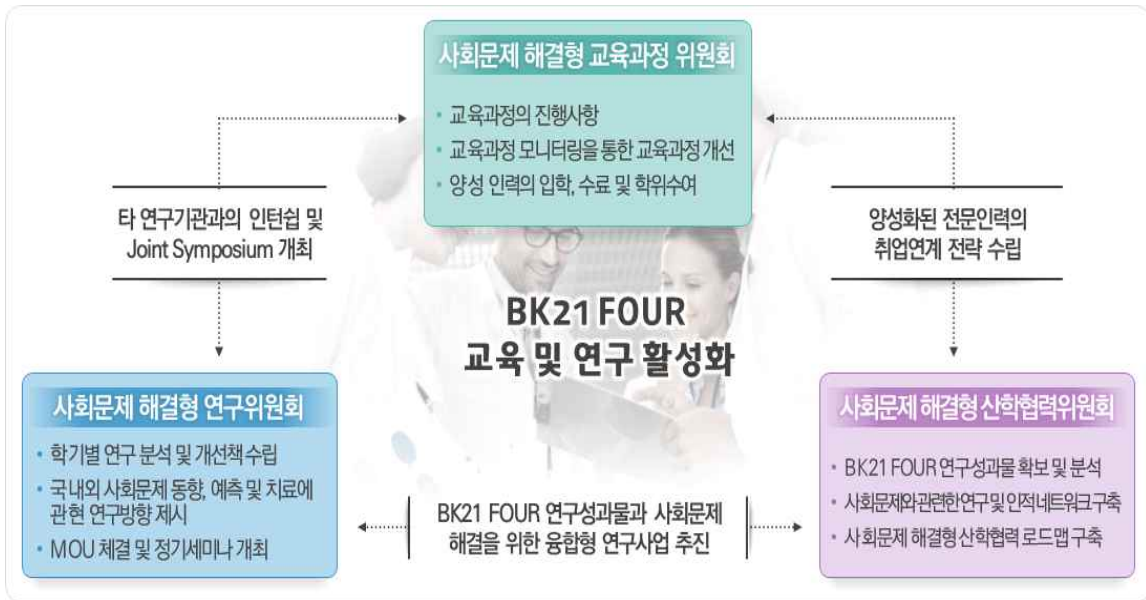 사회문제 해결형 교육과정 위원회
• 교육과정의 진행사항
• 교육과정 모니터링을 통한 교육과정 개선
• 양성 인력의 입학, 수료 및 학위수여
타 연구기관과의 인턴쉽 및
Joint Symposium 개최
양성화된 전문인력의
취업연계 전략 수립
BK21 FOUR
교육 및 연구 활성화
사회문제 해결형 연구위원회
• 학기별 연구 분석 및 개선책 수립
• 국내외 사회문제 동향, 예측 및 치료에
관현 연구방향 제시
• MOU 체결 및 정기세미나 개최
BK21 FOUR 연구성과물과 사회문제
해결을 위한 융합형 연구사업 추진
사회문제 해결형 산학협력위원회
• BK21 FOUR 연구성과물 확보 및 분석
• 사회문제와 관련한 연구 및 인적 네트워크 구축
• 사회문제 해결형 산학협력 로드맵 구축